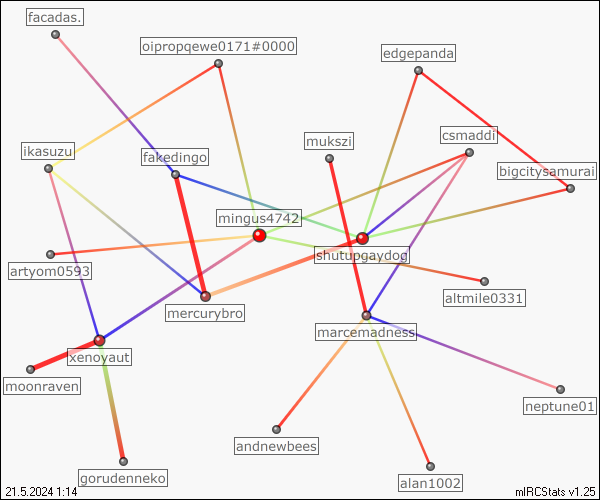 facadas.
oipropqewe0171#0000
edgepanda
csmaddi
mukszi
ikasuzu
fakedingo
bigcitysamurai
mingus4742
shutupgaydog
artyom0593
altmile0331
mercurybro
marcemadness
xenoyaut
moonraven
neptune01
andnewbees
gorudenneko
alan1002
21.5.2024 1:14
mIRCStats v1.25